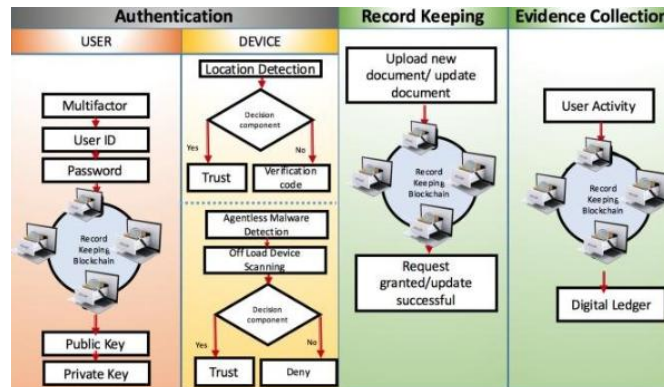 Authentication
USER
Multifactor
User ID
Password
Record
Keeping
Blockchain
Public Key
Private Key
DEVICE
Location Detection
Decision
component
Yes
No
Trust
Verification
code
Agentless Malware
Detection
Off Load Device
Scanning
Decision
component
Yes
No
Trust
Deny
Record Keeping
Upload new
document/ update
document
Record
Keeping
Blockchain
Request
granted/update
successful
Evidence Collection
User Activity
Record
Keeping
Blockchain
Digital Ledger